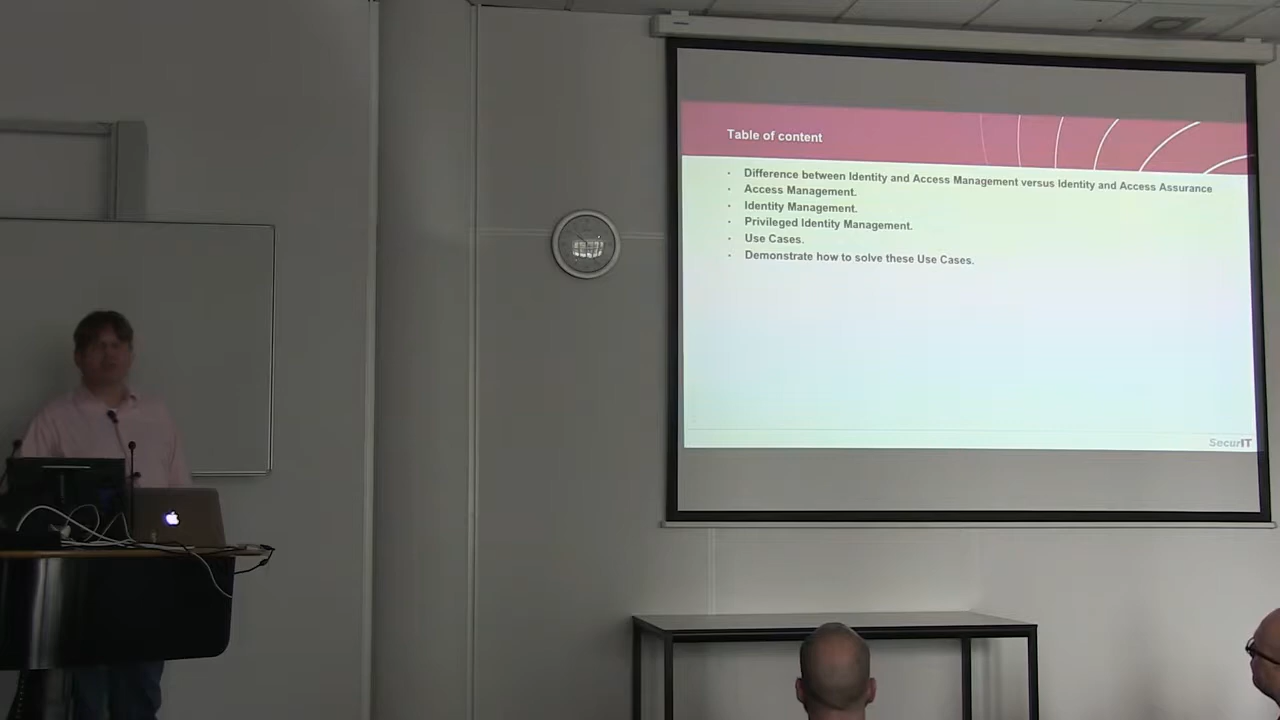 Table of content
· Difference between Identity and Access Management versus Identity and Access Assurance
· Access Management.
· Identity Management.
· Privileged Identity Management.
· Use Cases.
· Demonstrate how to solve these Use Cases.
SecurIT